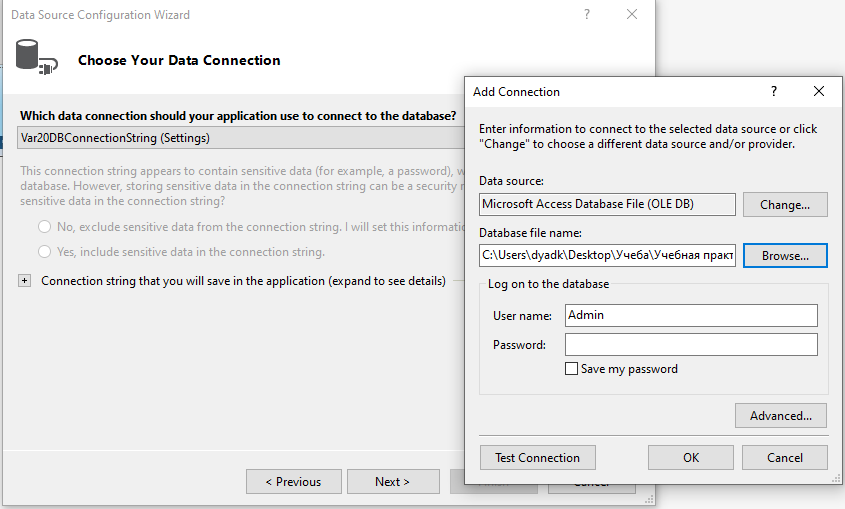 Data Source Configuration Wizard
?
Choose Your Data Connection
Which data connection should your application use to connect to the database?
Var20DBConnectionString (Settings)
This connection string appears to contain sensitive data (for example, a password), w
database. However, storing sensitive data in the connection string can be a security r
sensitive data in the connection string?
No, exclude sensitive data from the connection string. I will set this informat
Yes, include sensitive data in the connection string.
Connection string that you will save in the application (expand to see details)
< Previous
Next >
Cancel
Add Connection
?
Enter information to connect to the selected data source or click
"Change" to choose a different data source and/or provider.
Data source:
Microsoft Access Database File (OLE DB)
Change...
Database file name:
C:\Users\dyadk\Desktop\Учеба\Учебная практ
Browse...
Log on to the database
User name:
Admin
Password:
Save my password
Advanced...
Test Connection
OK
Cancel